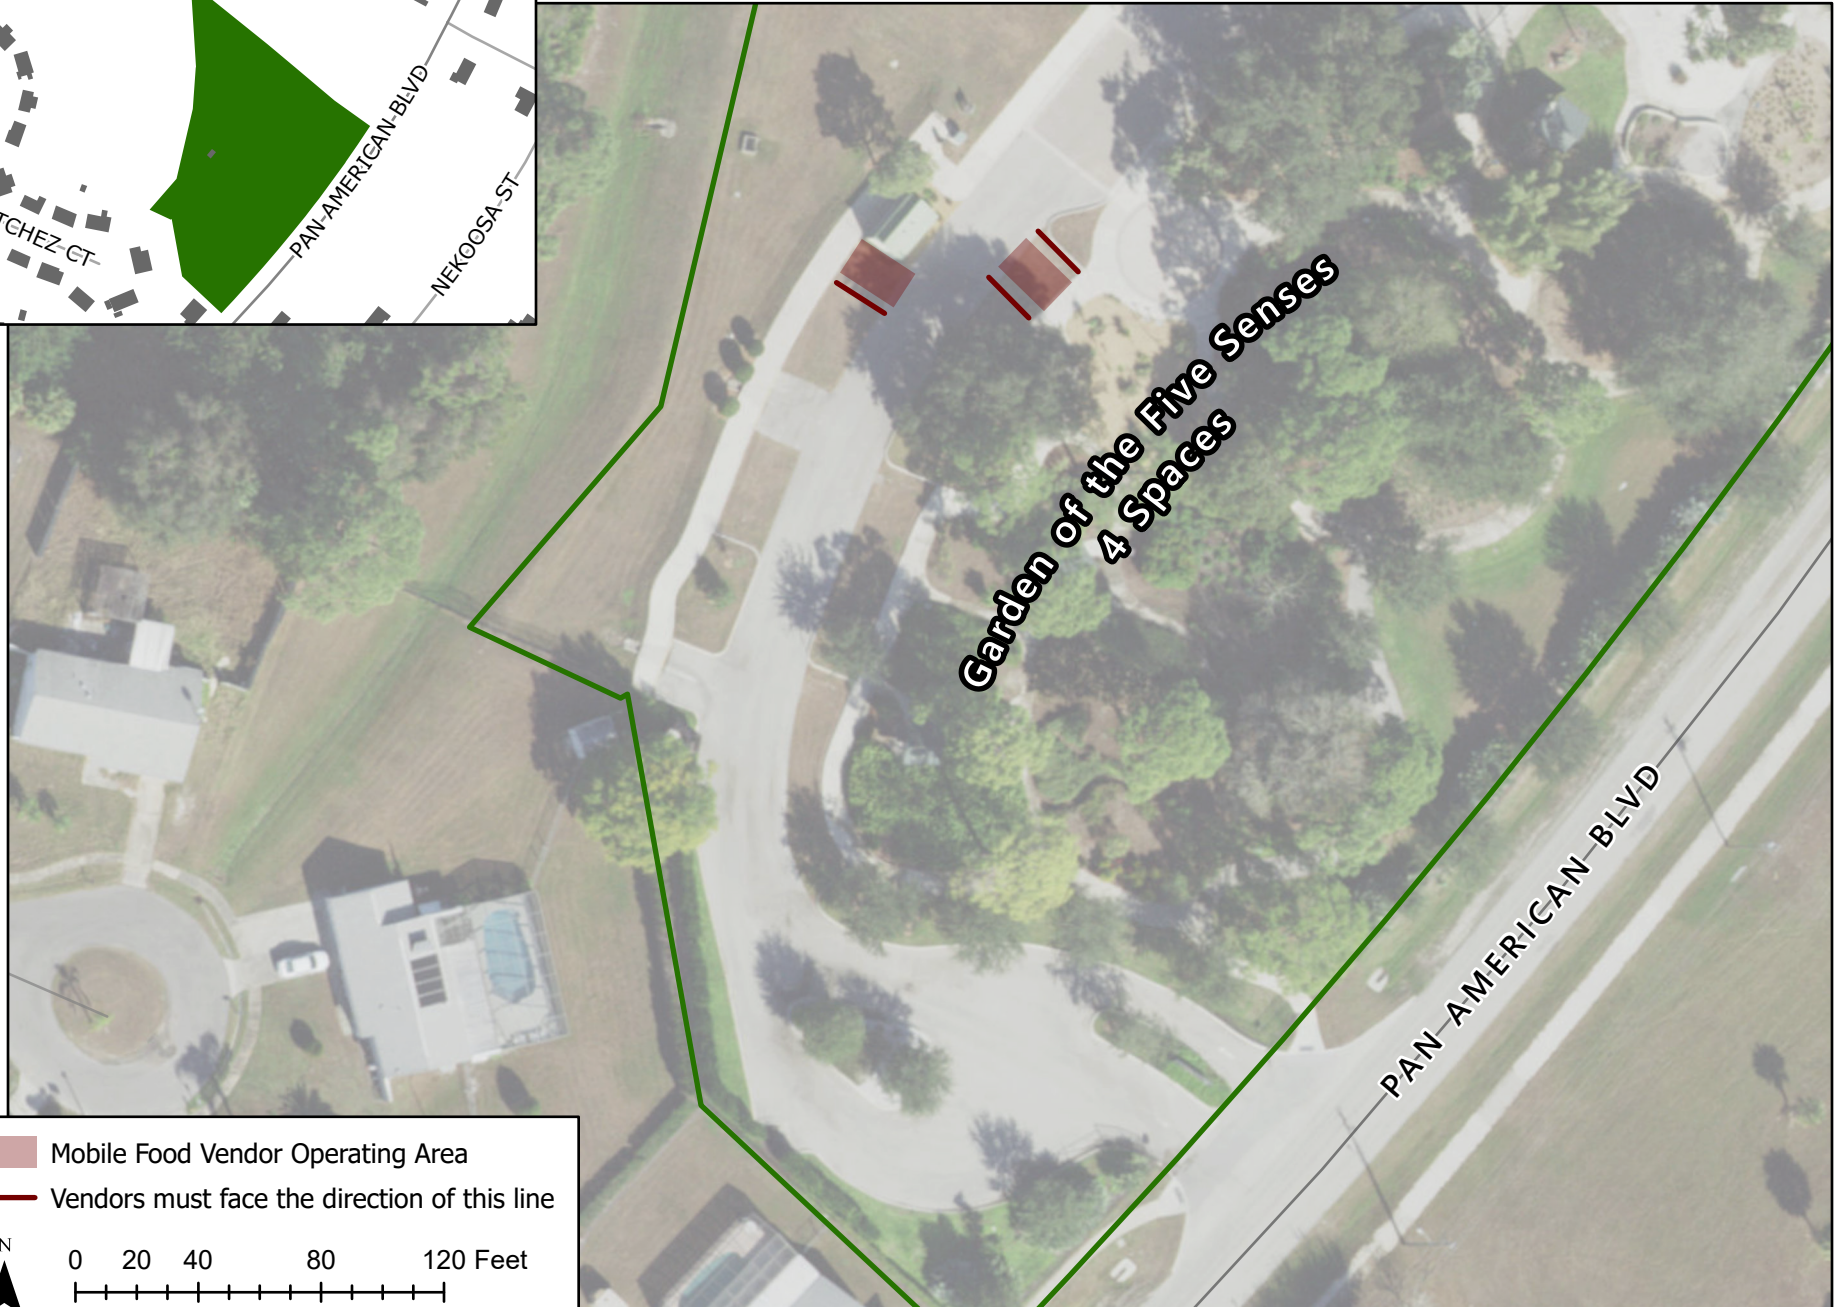 PAN-AMERICAN-BLVD
NEKOOSA-ST
TCHEZ-CT
Garden of the Five Senses
4 Spaces
PAN AMERICAN BLVD
Mobile Food Vendor Operating Area
Vendors must face the direction of this line
N
0 20 40 80 120 Feet